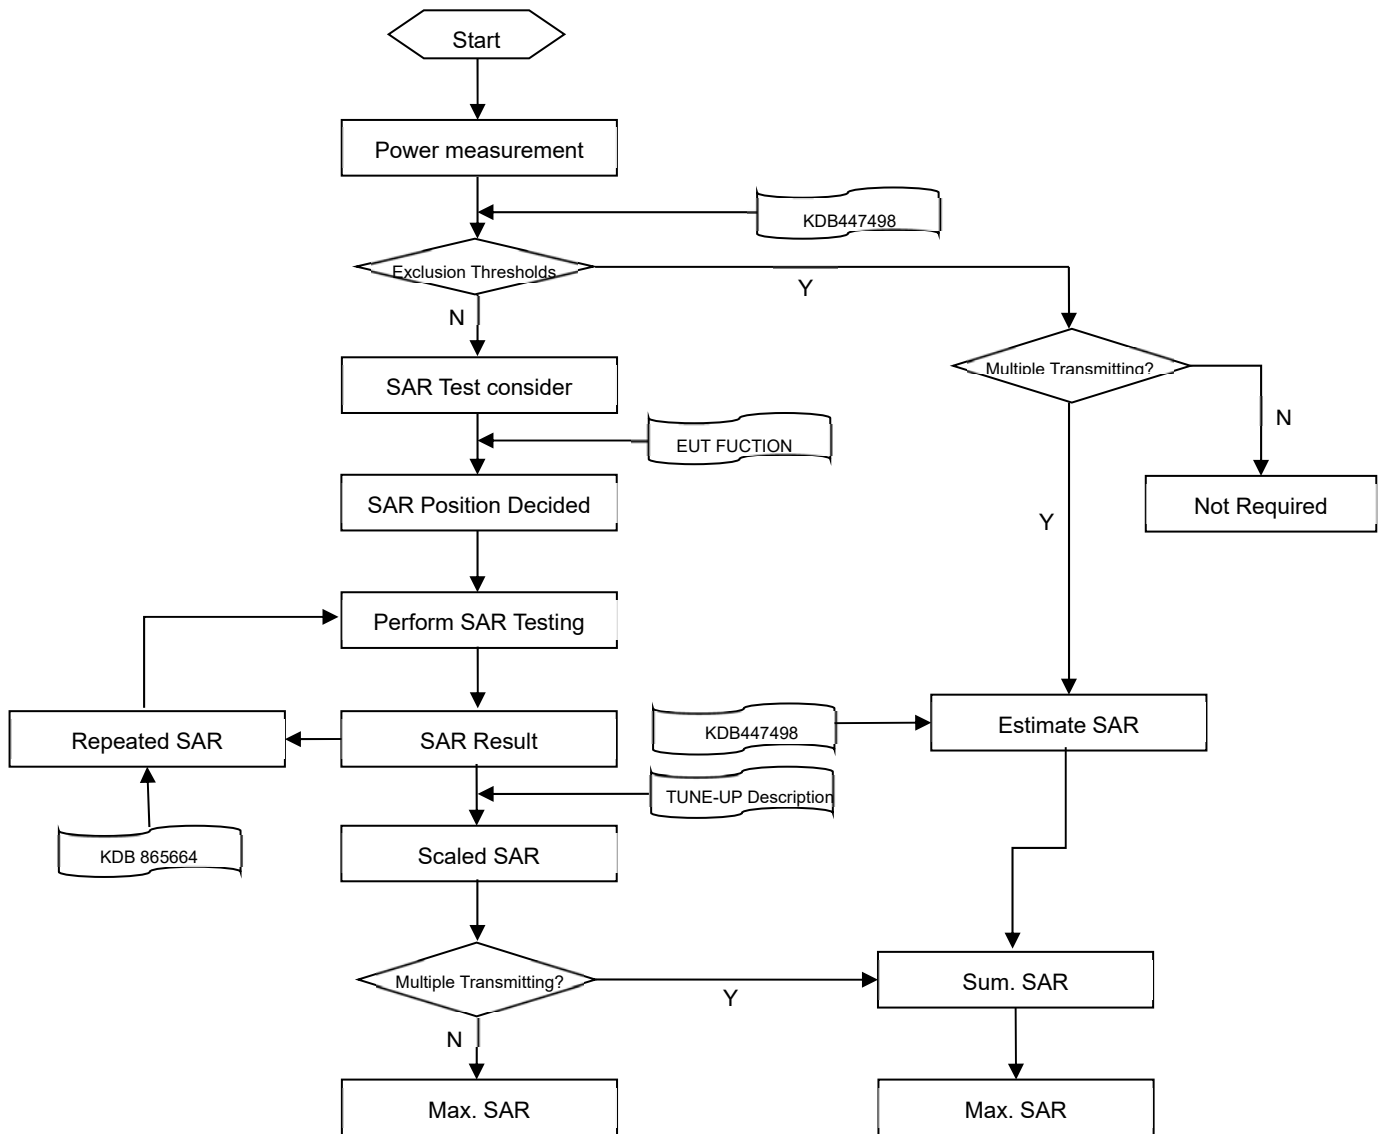 Start
Power measurement
KDB447498
Exclusion Thresholds
Y
N
Multiple Transmitting?
SAR Test consider
N
EUT FUCTION
SAR Position Decided
Not Required
Y
Perform SAR Testing
Repeated SAR
SAR Result
KDB447498
Estimate SAR
TUNE-UP Description
KDB 865664
Scaled SAR
Multiple Transmitting?
Y
Sum. SAR
N
Max. SAR
Max. SAR